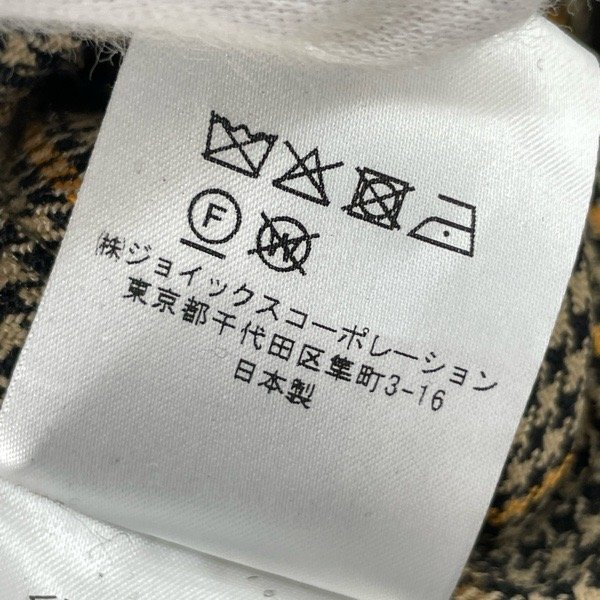 F W
(株)ジョイックスコーポレーション
東京都千代田区隼町3-16
日本製